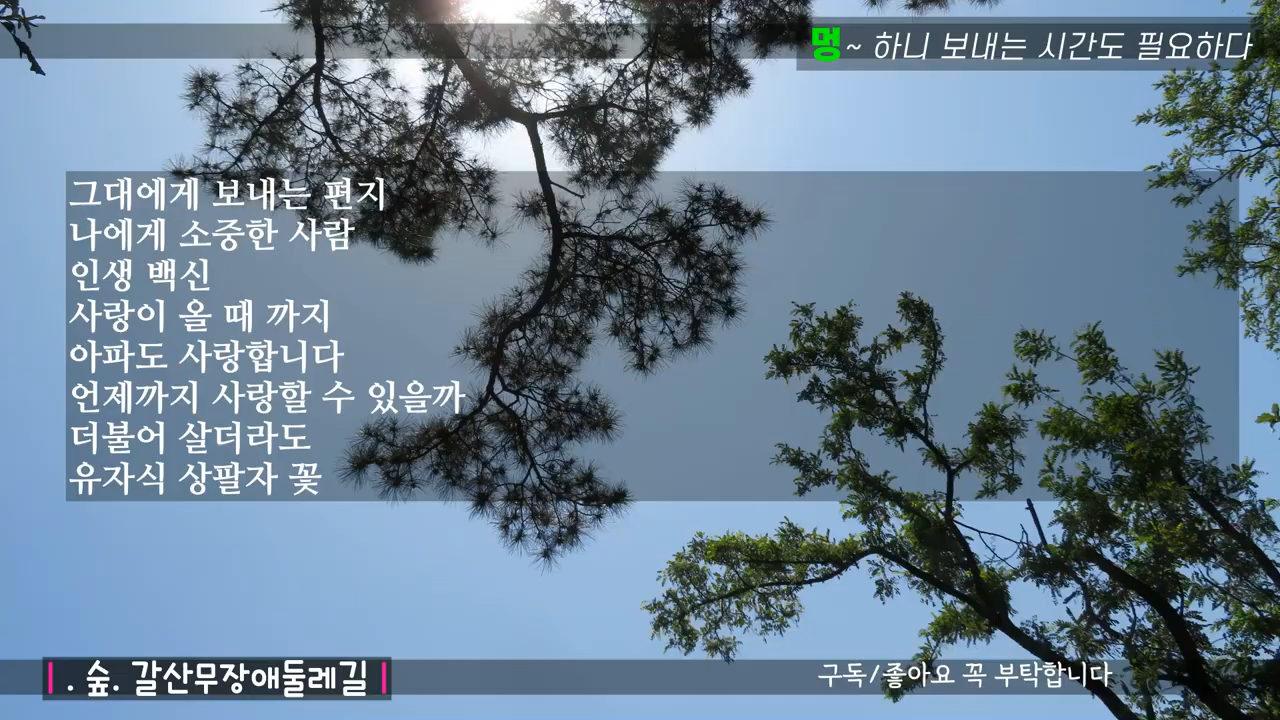 멍~ 하니 보내는 시간도 필요하다
그대에게 보내는 편지
나에게 소중한 사람
인생 백신
사랑이 올 때 까지
아파도 사랑합니다
언제까지 사랑할 수 있을까
더불어 살더라도
유자식 상팔자 꽃
. 숲. 갈산무장애둘레길
구독/좋아요 꼭 부탁합니다